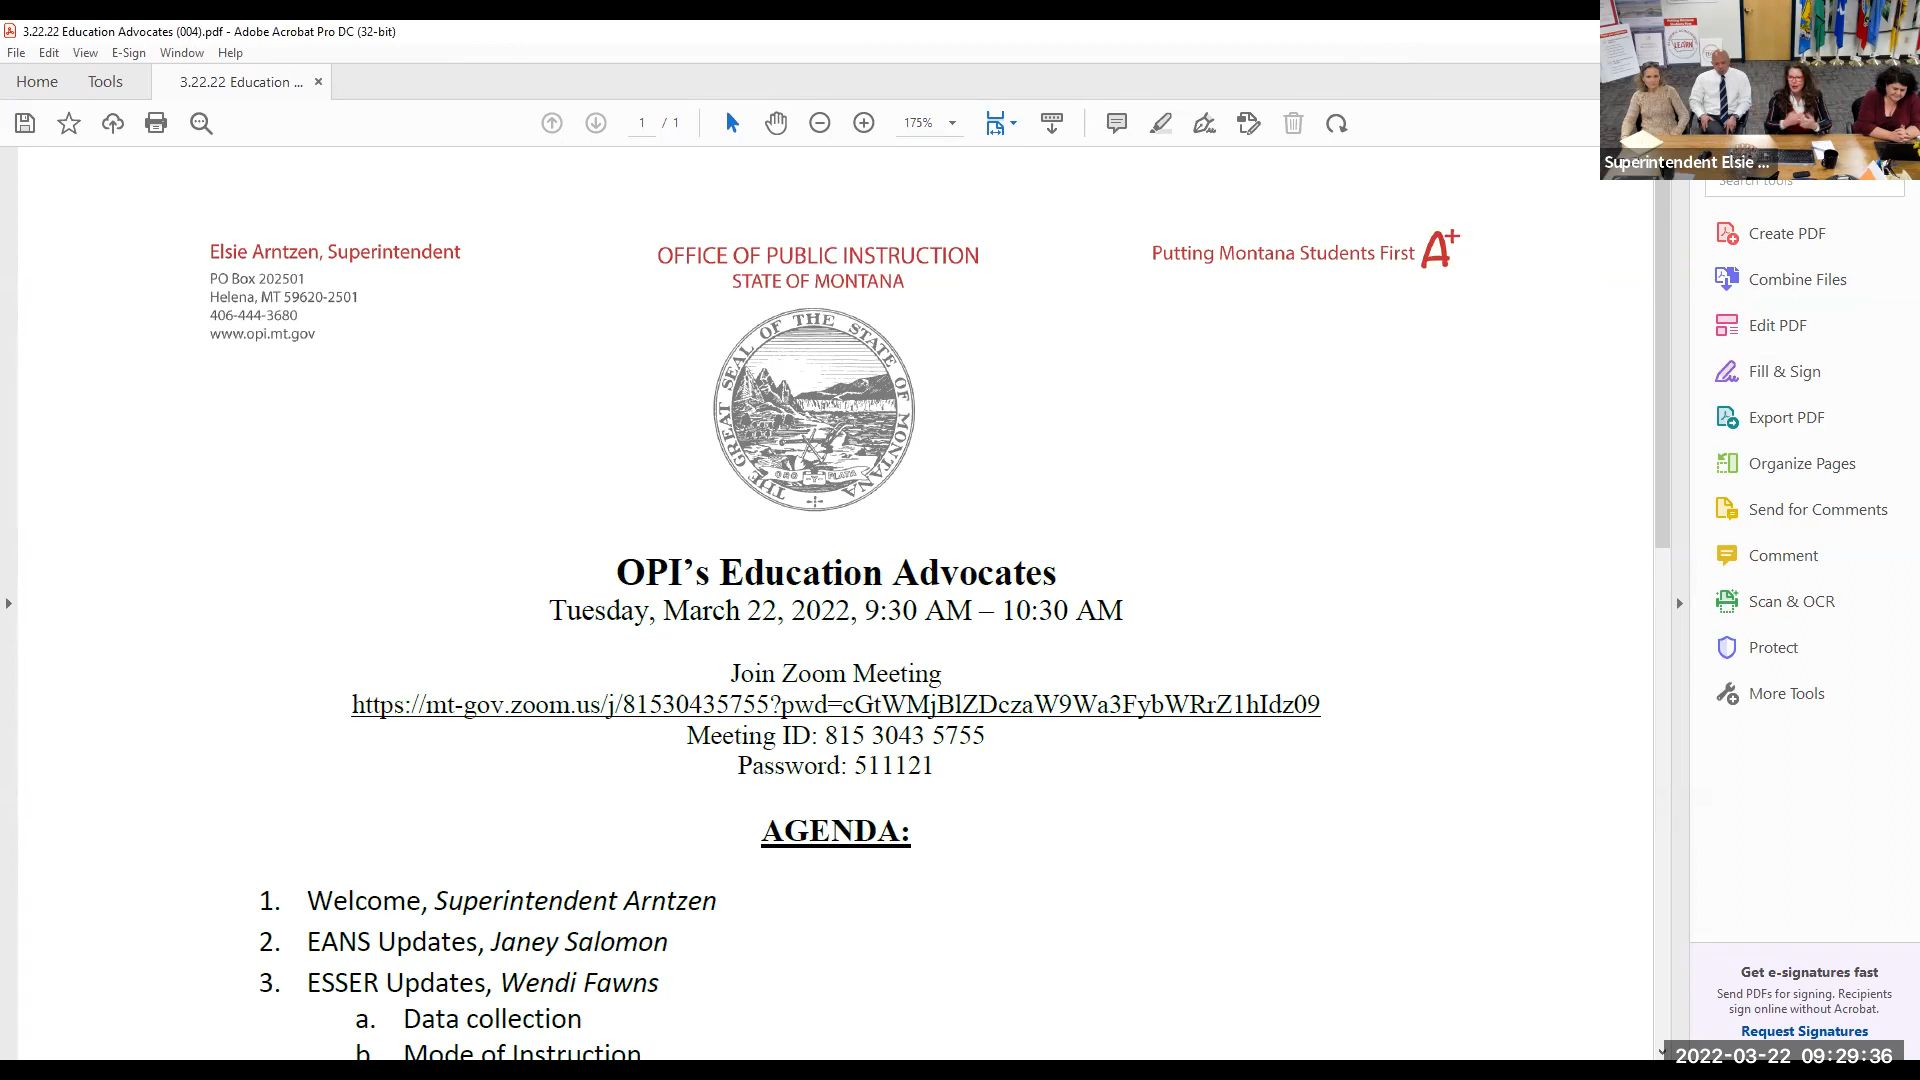 3.22.22 Education Advocates (004).pdf - Adobe Acrobat Pro DC (32-bit)
File Edit View E-Sign Window Help
Home Tools 3.22.22 Education ... ×
1 / 1 175%
LEARN
Superintendent Elsie ...
Search tools
Elsie Arntzen, Superintendent
PO Box 202501
Helena, MT 59620-2501
406-444-3680
www.opi.mt.gov
OFFICE OF PUBLIC INSTRUCTION
STATE OF MONTANA
Putting Montana Students First A+
THE GREAT SEAL OF THE STATE OF MONTANA
ORO Y PLATA
OPI’s Education Advocates
Tuesday, March 22, 2022, 9:30 AM – 10:30 AM
Join Zoom Meeting
https://mt-gov.zoom.us/j/81530435755?pwd=cGtWMjBlZDczaW9Wa3FybWRrZ1hIdz09
Meeting ID: 815 3043 5755
Password: 511121
AGENDA:
1. Welcome, Superintendent Arntzen
2. EANS Updates, Janey Salomon
3. ESSER Updates, Wendi Fawns
a. Data collection
b. Mode of Instruction
Create PDF
Combine Files
Edit PDF
Fill & Sign
Export PDF
Organize Pages
Send for Comments
Comment
Scan & OCR
Protect
More Tools
Get e-signatures fast
Send PDFs for signing. Recipients
sign online without Acrobat.
Request Signatures
2022-03-22 09:29:36